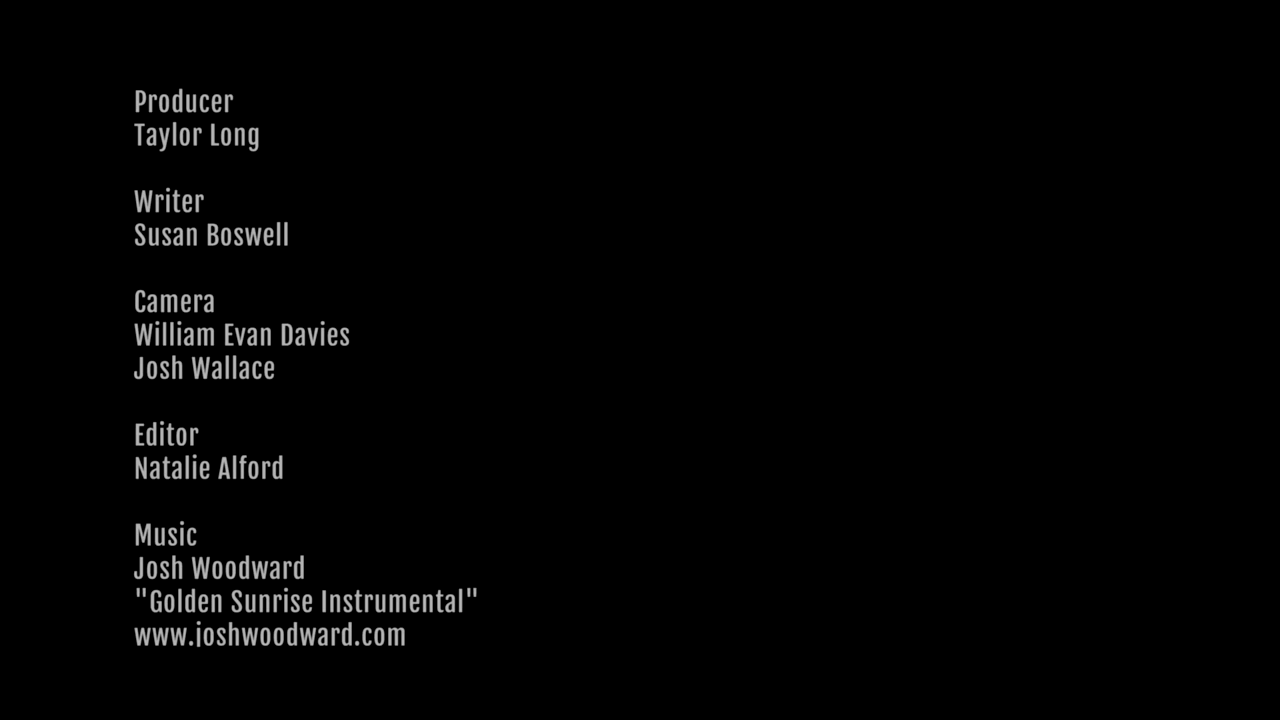 Producer
Taylor Long
Writer
Susan Boswell
Camera
William Evan Davies
Josh Wallace
Editor
Natalie Alford
Music
Josh Woodward
"Golden Sunrise Instrumental"
www.joshwoodward.com